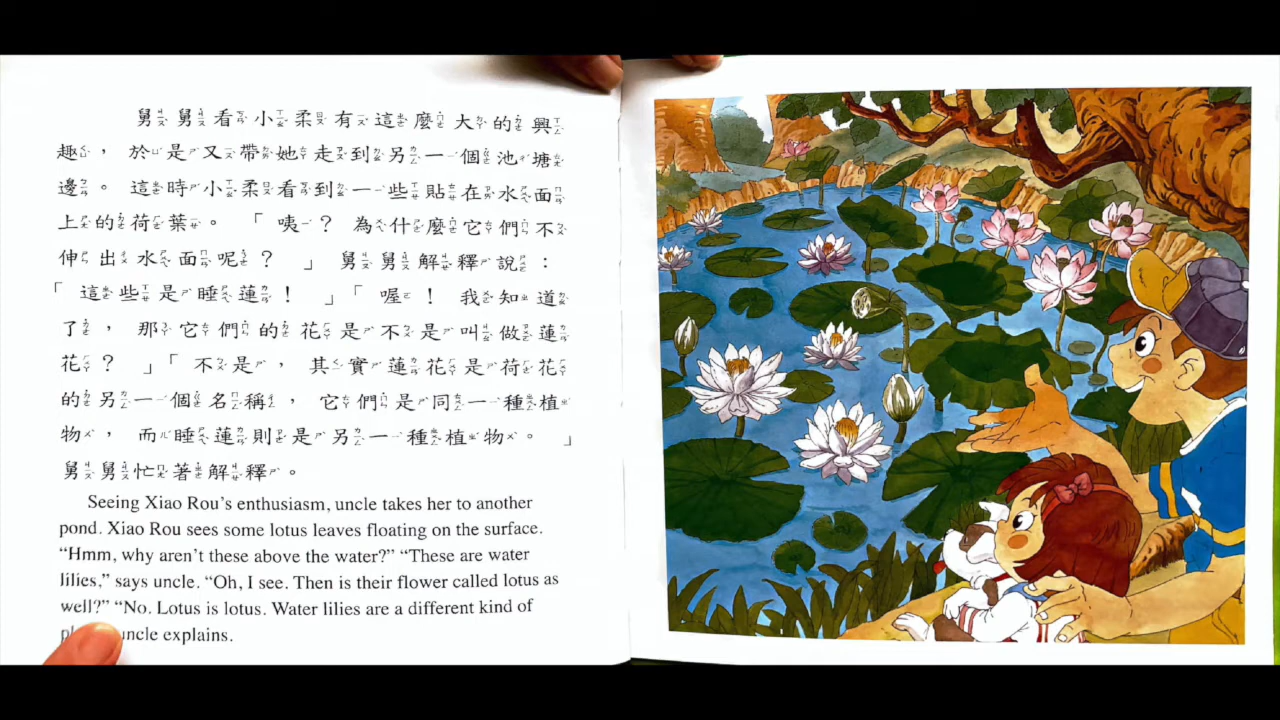 舅舅看小柔有這麼大的興
趣，於是又帶她走到另一個池塘
邊。這時小柔看到一些貼在水面
上的荷葉。「咦？為什麼它們不
伸出水面呢？」舅舅解釋說：
「這些是睡蓮！」「喔！我知道
了，那它們的花是不是叫做蓮
花？」「不是，其實蓮花是荷花
的另一個名稱，它們是同一種植
物，而睡蓮則是另一種植物。」
舅舅忙著解釋。
Seeing Xiao Rou's enthusiasm, uncle takes her to another
pond. Xiao Rou sees some lotus leaves floating on the surface.
“Hmm, why aren't these above the water?” “These are water
lilies,” says uncle. “Oh, I see. Then is their flower called lotus as
well?” “No. Lotus is lotus. Water lilies are a different kind of
uncle explains.